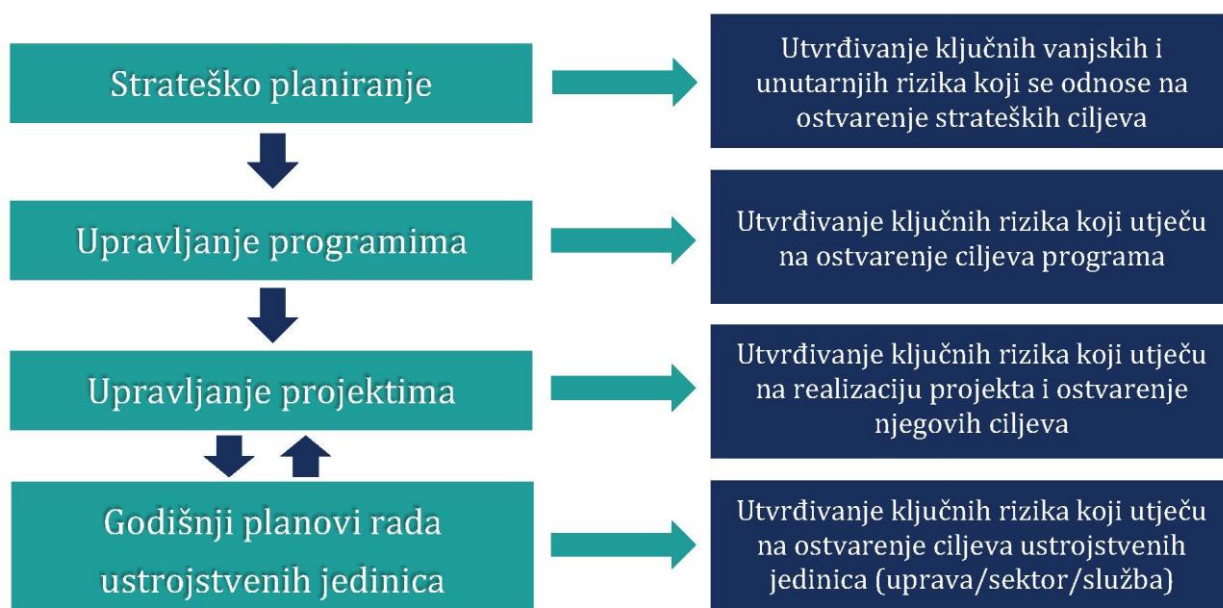 Strateško planiranje
Utvrđivanje ključnih vanjskih i
unutarnjih rizika koji se odnose na
ostvarenje strateških ciljeva
Upravljanje programima
Utvrđivanje ključnih rizika koji utječu
na ostvarenje ciljeva programa
Upravljanje projektima
Utvrđivanje ključnih rizika koji utječu
na realizaciju projekta i ostvarenje
njegovih ciljeva
Godišnji planovi rada
ustrojstvenih jedinica
Utvrđivanje ključnih rizika koji utječu
na ostvarenje ciljeva ustrojstvenih
jedinica (uprava/sektor/služba)